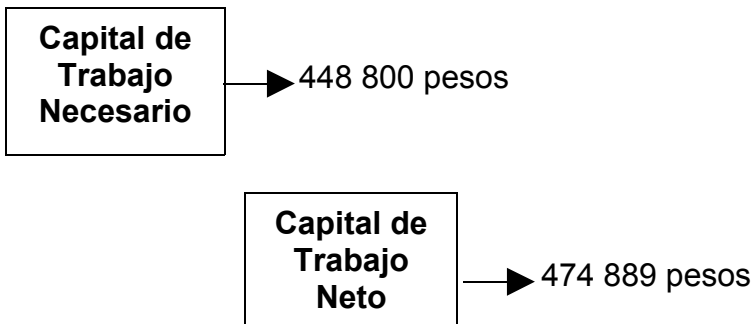 Capital de
Trabajo
Necesario
448 800 pesos
Capital de
Trabajo
Neto
474 889 pesos